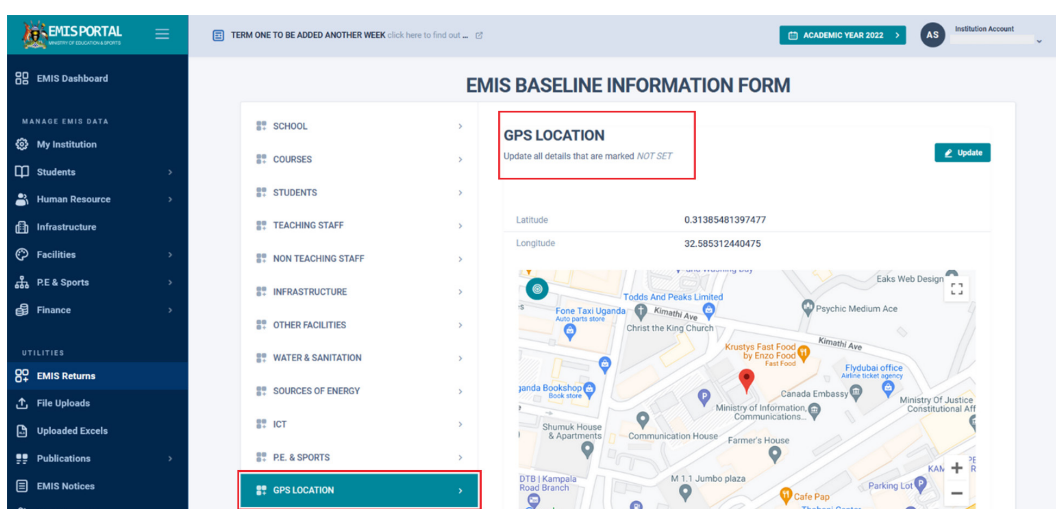 EMIS PORTAL
MINISTRY OF EDUCATION & SPORTS
TERM ONE TO BE ADDED ANOTHER WEEK click here to find out ...
ACADEMIC YEAR 2022 >
AS
Institution Account
EMIS Dashboard
MANAGE EMIS DATA
My Institution
Students
Human Resource
Infrastructure
Facilities
P.E & Sports
Finance
UTILITIES
EMIS Returns
File Uploads
Uploaded Excels
Publications
EMIS Notices
EMIS BASELINE INFORMATION FORM
SCHOOL
COURSES
STUDENTS
TEACHING STAFF
NON TEACHING STAFF
INFRASTRUCTURE
OTHER FACILITIES
WATER & SANITATION
SOURCES OF ENERGY
ICT
P.E. & SPORTS
GPS LOCATION
GPS LOCATION
Update all details that are marked NOT SET
Update
Latitude 0.31385481397477
Longitude 32.585312440475
Eaks Web Design
Todds And Peaks Limited
Fone Taxi Uganda
Auto parts store
Kimathi Ave
Psychic Medium Ace
Christ the King Church
Krustys Fast Food
by Enzo Food
Fast Food
Kimathi Ave
Flydubai office
Airline ticket agency
anda Bookshop
Book store
Canada Embassy
Ministry Of Justice
Constitutional Aff
Ministry of Information,
Communications...
Shumuk House
& Apartments
Communication House
Farmer's House
DTB | Kampala
Road Branch
M 1.1 Jumbo plaza
Parking Lot
KAM
Cafe Pap